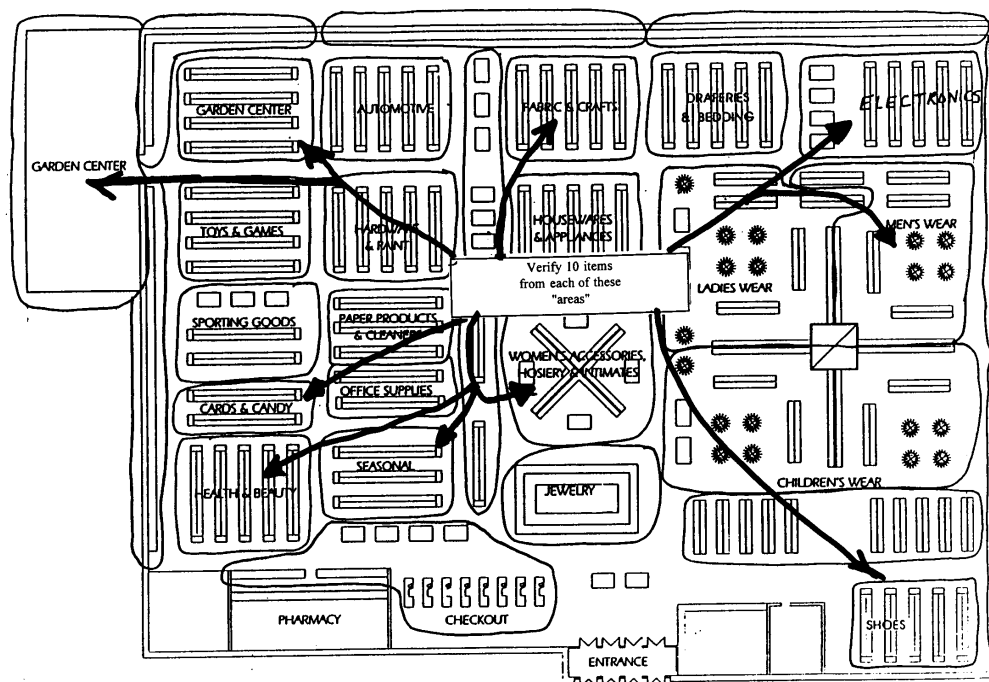 GARDEN CENTER
AUTOMOTIVE
FABRIC & CRAFTS
DRAPERIES
& BEDDING
ELECTRONICS
GARDEN CENTER
TOYS & GAMES
HARDWARE
& PAINT
HOUSEWARES
& APPLIANCES
MEN'S WEAR
Verify 10 items
from each of these
"areas"
LADIES WEAR
SPORTING GOODS
PAPER PRODUCTS
& CLEANERS
WOMEN'S ACCESSORIES,
HOSIERY & INTIMATES
OFFICE SUPPLIES
CARDS & CANDY
SEASONAL
HEALTH & BEAUTY
JEWELRY
CHILDREN'S WEAR
PHARMACY
CHECKOUT
SHOES
ENTRANCE